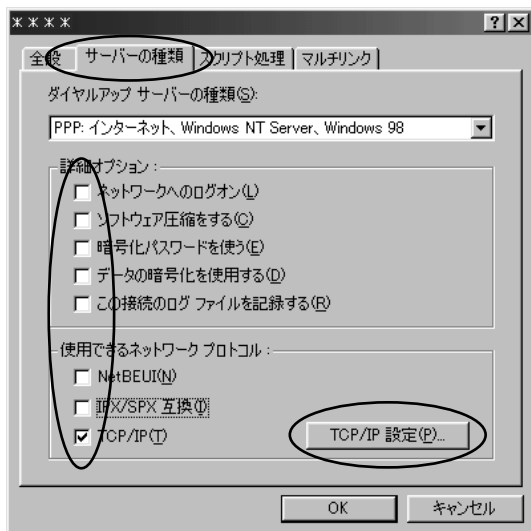 ＊＊＊＊
全般 サーバーの種類 スクリプト処理 マルチリンク
ダイヤルアップ サーバーの種類(S):
PPP: インターネット、Windows NT Server、Windows 98
詳細オプション :
ネットワークへのログオン(L)
ソフトウェア圧縮をする(C)
暗号化パスワードを使う(E)
データの暗号化を使用する(D)
この接続のログ ファイルを記録する(R)
使用できるネットワーク プロトコル :
NetBEUI(N)
IPX/SPX 互換(I)
TCP/IP(T)
TCP/IP 設定(P)...
OK キャンセル